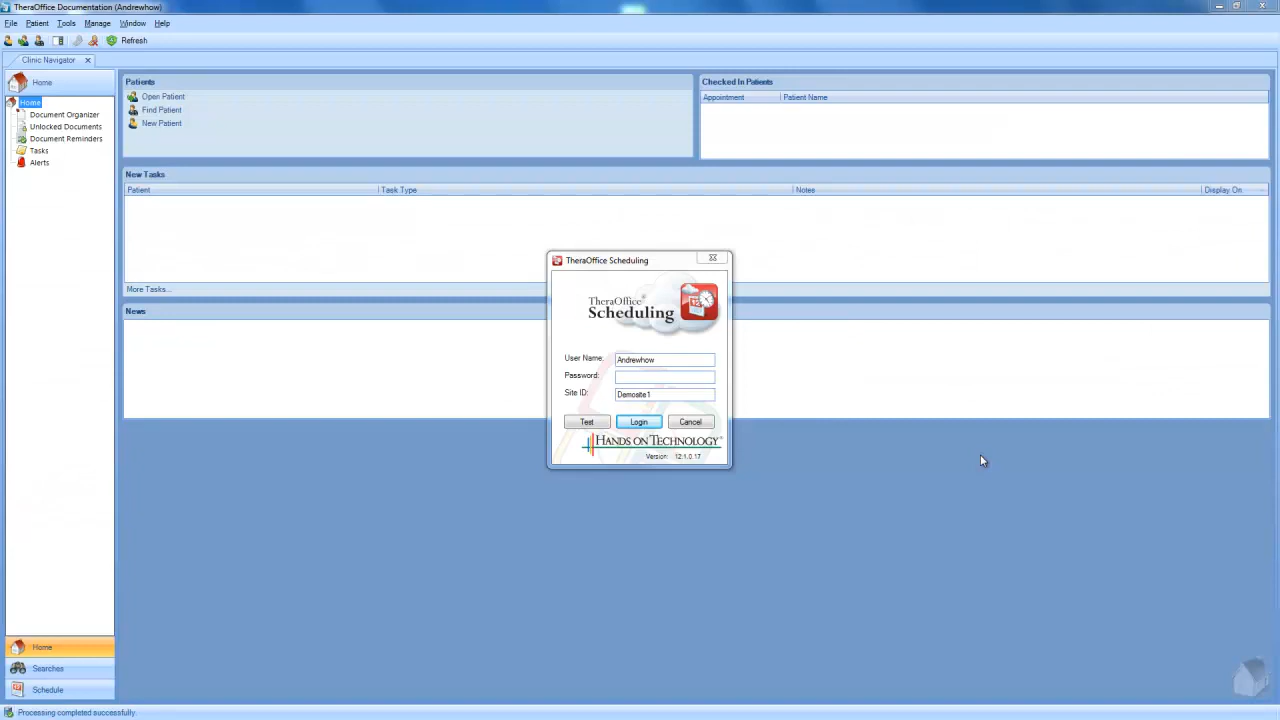 TheraOffice Documentation (Andrewhow)
File Patient Tools Manage Window Help
Refresh
Clinic Navigator
Home
Home
Document Organizer
Unlocked Documents
Document Reminders
Tasks
Alerts
Patients
Open Patient
Find Patient
New Patient
Checked In Patients
Appointment Patient Name
New Tasks
Patient Task Type Notes Display On
More Tasks...
News
TheraOffice Scheduling
TheraOffice®
Scheduling
User Name: Andrewhow
Password:
Site ID: Demosite1
Test Login Cancel
HANDS ON TECHNOLOGY®
Version: 12.1.0.17
Home
Searches
Schedule
Processing completed successfully.